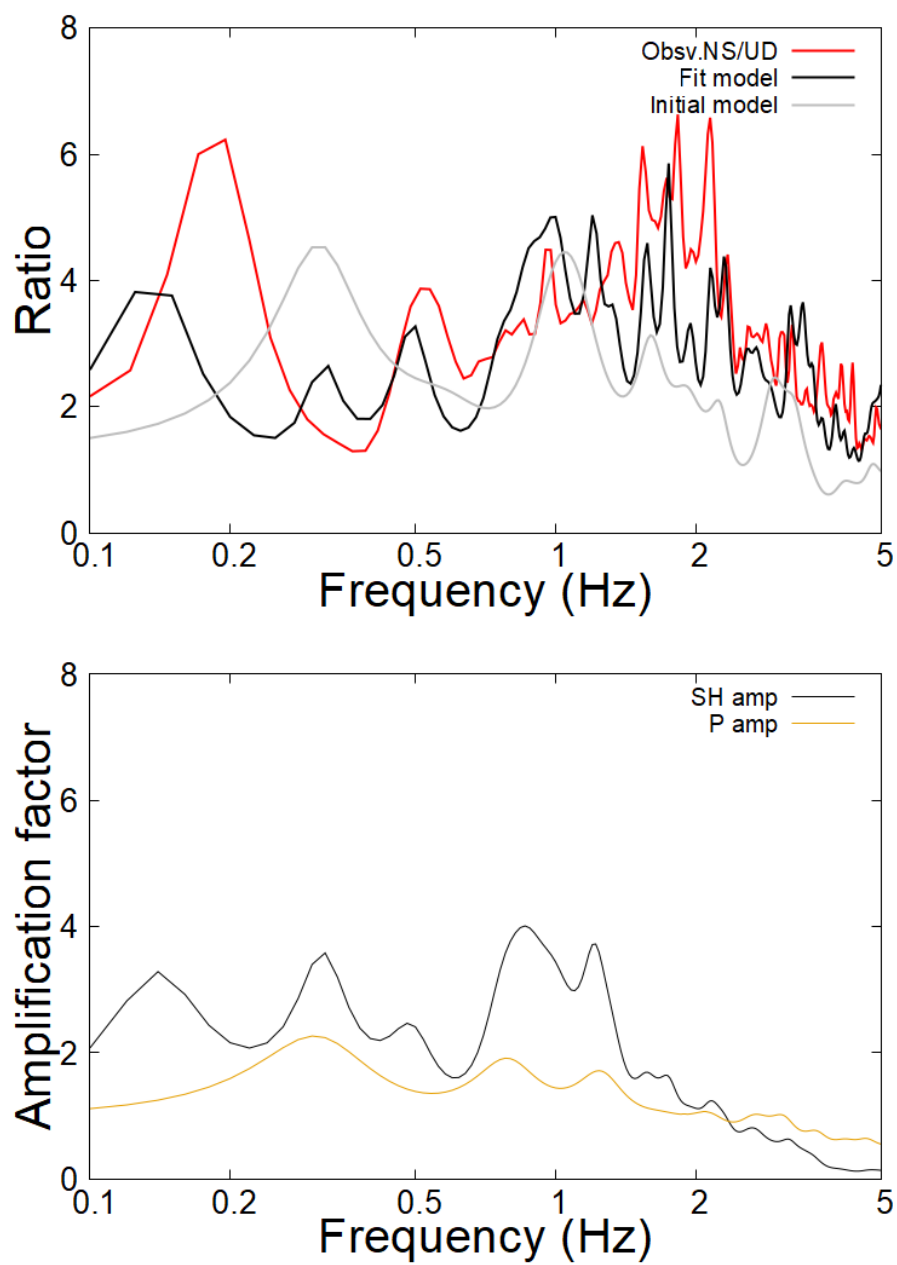 8
6
4
2
0
Ratio
Obsv.NS/UD
Fit model
Initial model
0.1 0.2 0.5 1 2 5
Frequency (Hz)
8
6
4
2
0
Amplification factor
SH amp
P amp
0.1 0.2 0.5 1 2 5
Frequency (Hz)